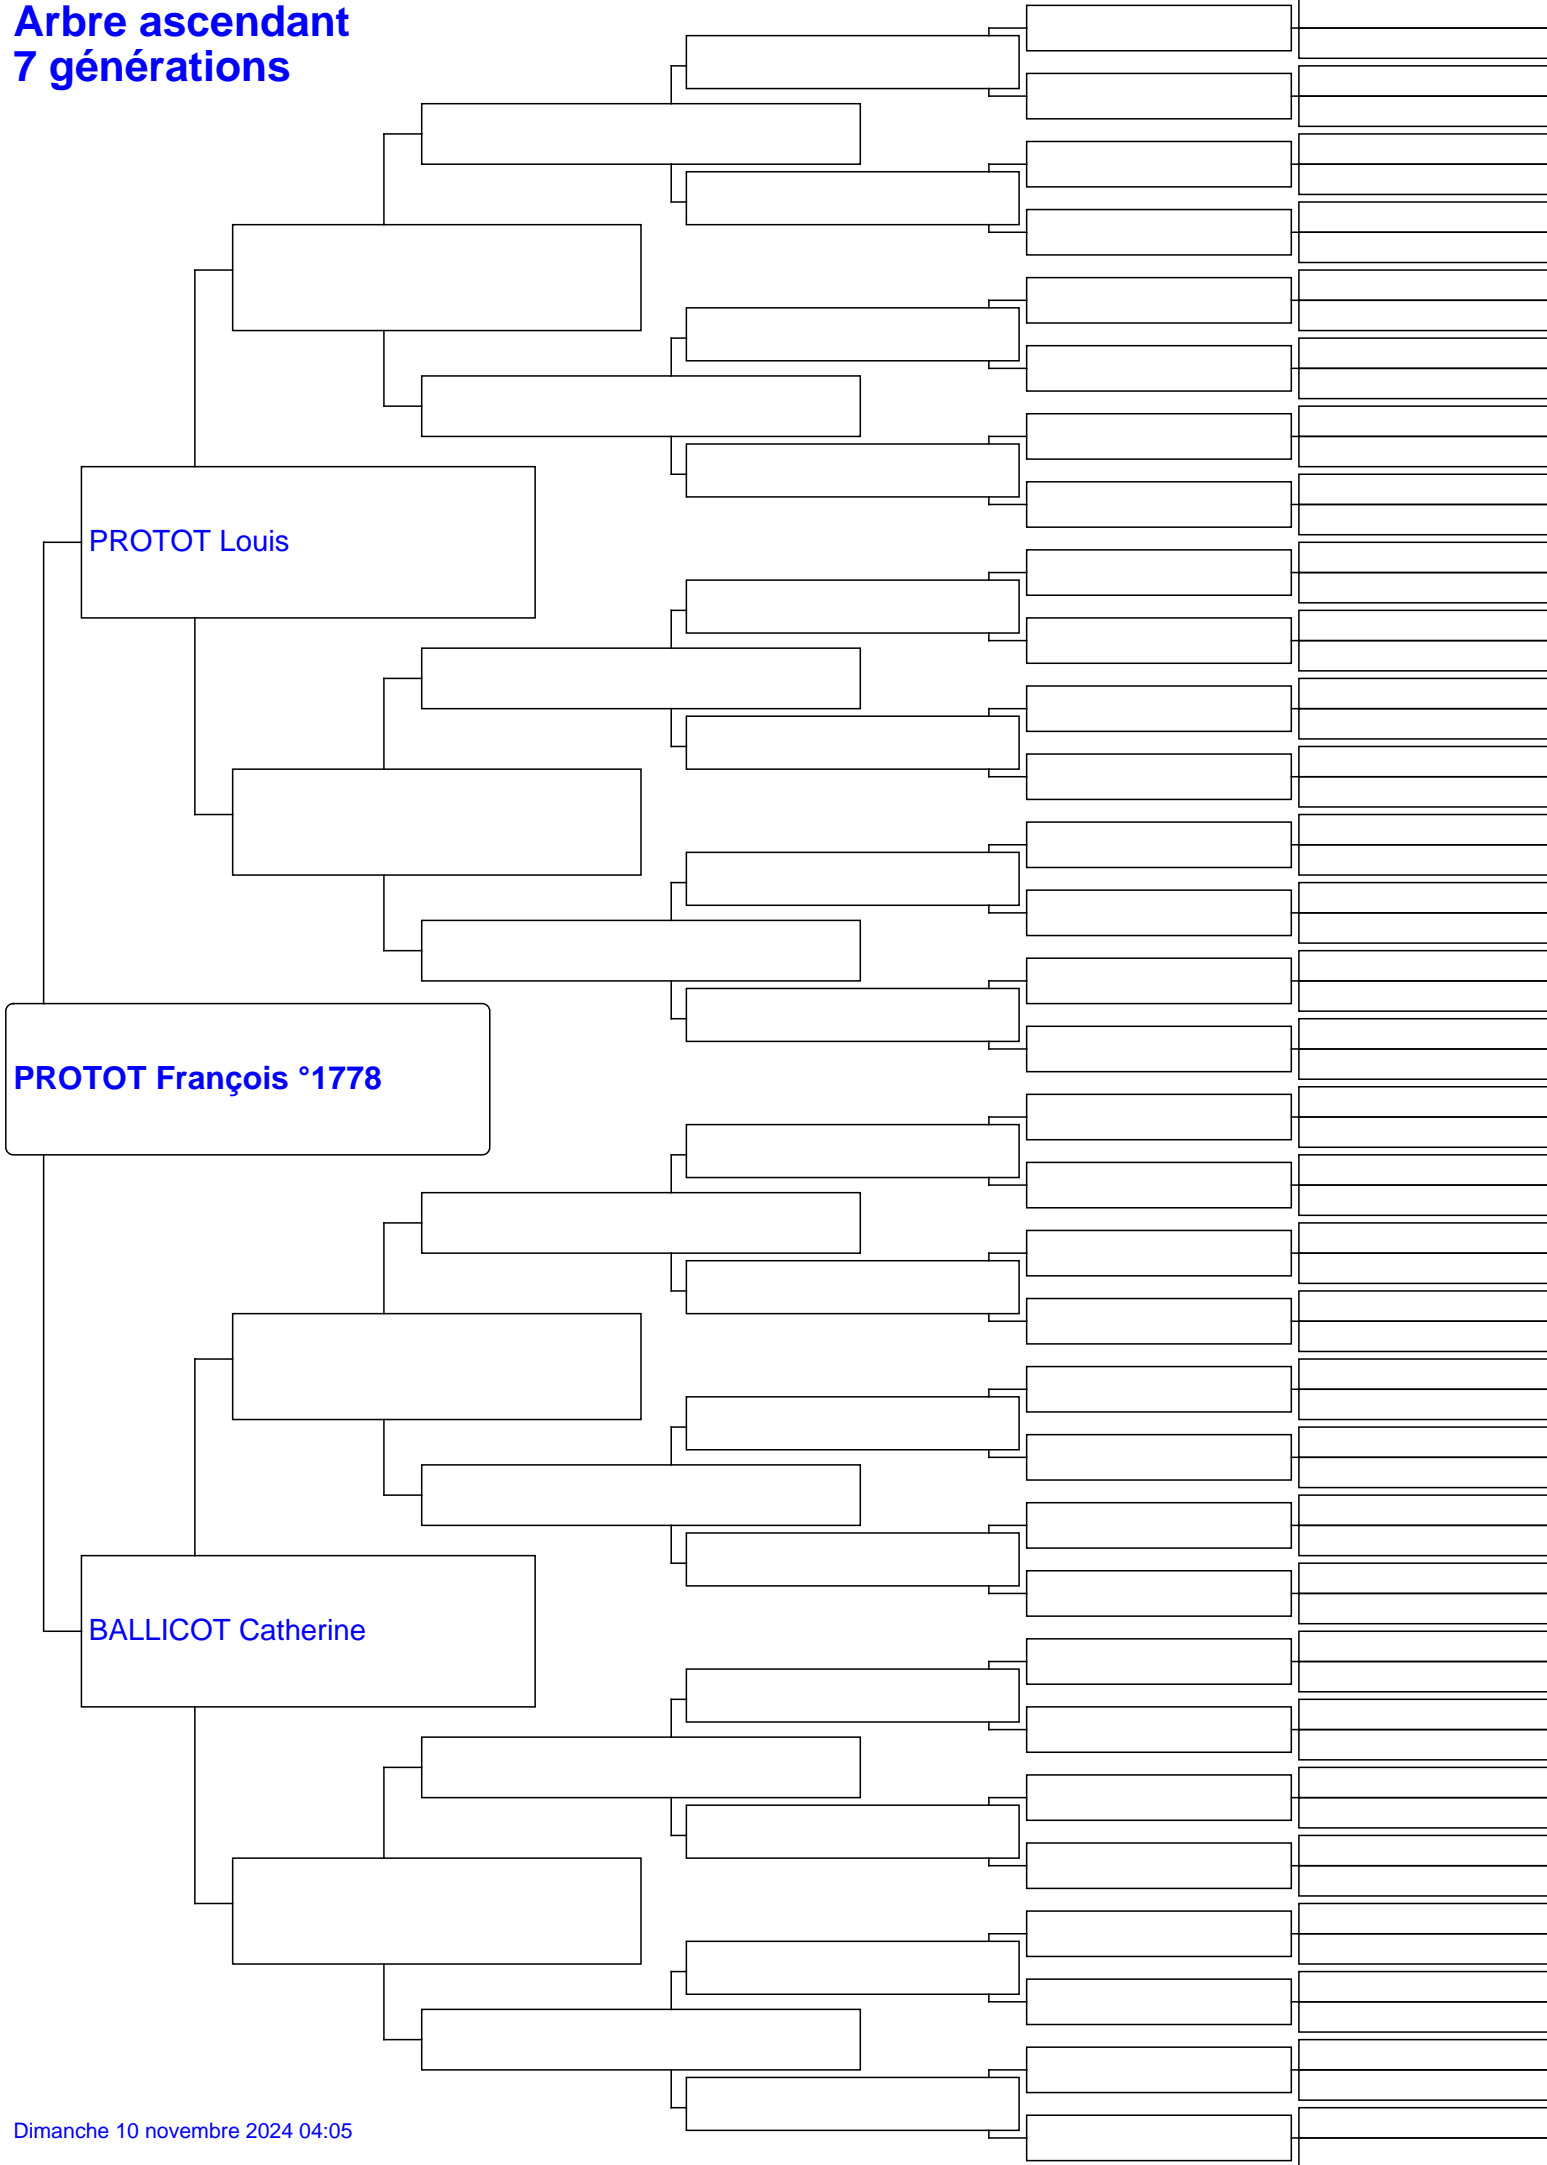 Arbre ascendant
7 générations
PROTOT Louis
PROTOT François °1778
BALLICOT Catherine
Dimanche 10 novembre 2024 04:05